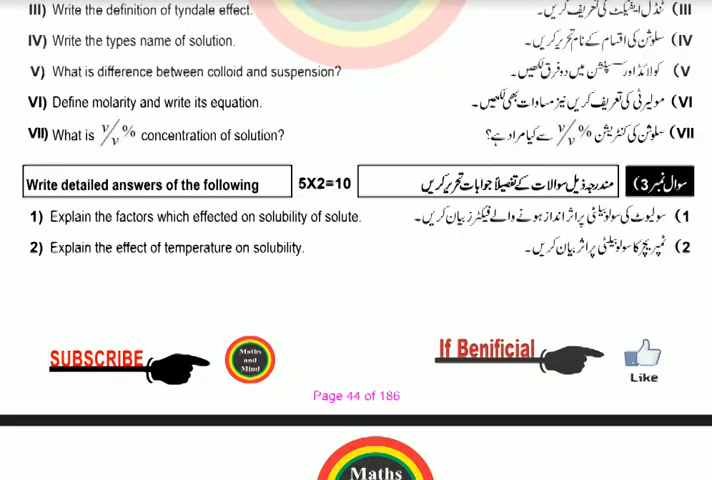 III) Write the definition of tyndale effect. ٹنڈل ایفیکٹ کی تعریف کریں۔ (III
IV) Write the types name of solution. سلوشن کی اقسام کے نام تحریر کریں۔ (IV
V) What is difference between colloid and suspension? کولائڈ اور سسپنشن میں دو فرق لکھیں۔ (V
VI) Define molarity and write its equation. مولیرٹی کی تعریف کریں نیز مساوات بھی لکھیں۔ (VI
VII) What is v/v % concentration of solution? سلوشن کی کنٹریشن v/v % سے کیا مراد ہے؟ (VII
Write detailed answers of the following 5X2=10 مندرجہ ذیل سوالات کے تفصیلاً جوابات تحریر کریں سوال نمبر 3)
1) Explain the factors which effected on solubility of solute. سولیوٹ کی سولوبیلٹی پر اثر انداز ہونے والے فیکٹرز بیان کریں۔ (1
2) Explain the effect of temperature on solubility. ٹمپریچر کا سولوبیلٹی پر اثر بیان کریں۔ (2
SUBSCRIBE Maths and Mind If Benificial Like
Page 44 of 186
Maths